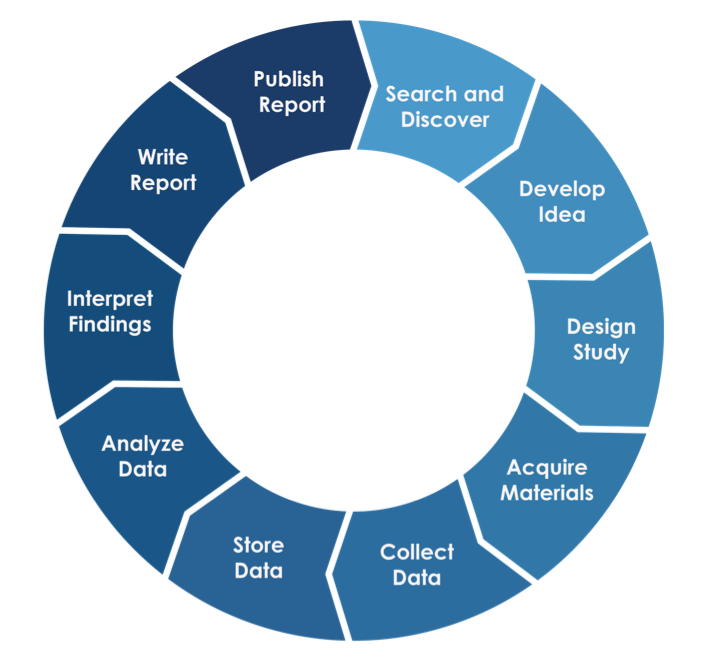 Search and
Discover
Develop
Idea
Design
Study
Acquire
Materials
Collect
Data
Store
Data
Analyze
Data
Interpret
Findings
Write
Report
Publish
Report